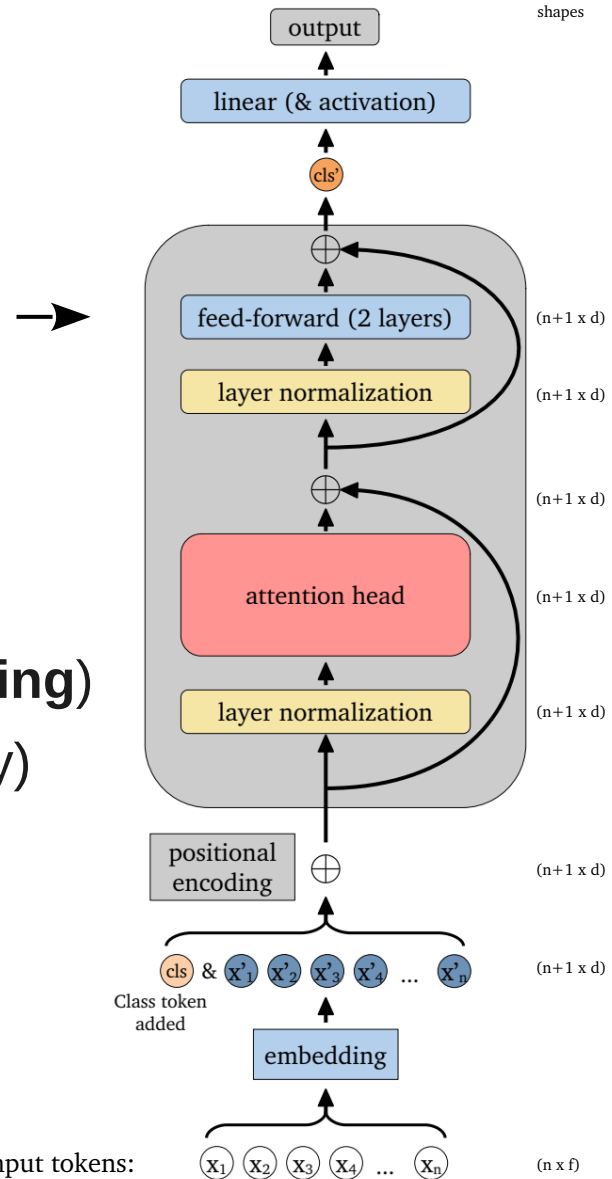 shapes
output
linear (& activation)
cls'
feed-forward (2 layers)
(n+1 x d)
layer normalization
(n+1 x d)
(n+1 x d)
attention head
(n+1 x d)
ing)
layer normalization
(n+1 x d)
y)
positional
encoding
(n+1 x d)
cls & x'1 x'2 x'3 x'4 ... x'n
(n+1 x d)
Class token
added
embedding
nput tokens:
x1 x2 x3 x4 ... xn
(n x f)